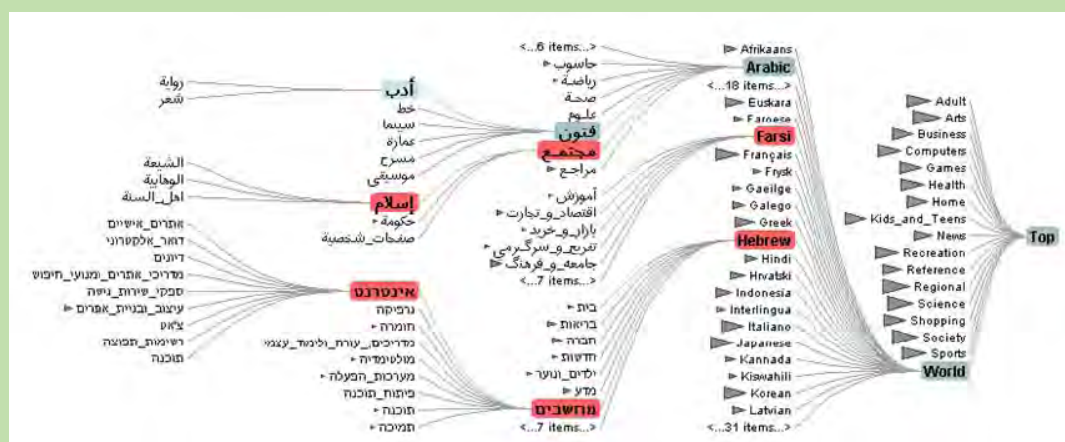 Top
Adult
Arts
Business
Computers
Games
Health
Home
Kids_and_Teens
News
Recreation
Reference
Regional
Science
Shopping
Society
Sports
World
Afrikaans
Arabic
<...18 items...>
Euskara
Faroese
Farsi
Français
Frysk
Gaeilge
Galego
Greek
Hebrew
Hindi
Hrvatski
Indonesia
Interlingua
Italiano
Japanese
Kannada
Kiswahili
Korean
Latvian
<...31 items...>
<...6 items...>
حاسوب
رياضة
صحة
علوم
فنون
مجتمع
مراجع
آموزش
اقتصاد_و_تجارت
بازار_و_خرید
تفریح_و_سرگرمی
جامعه_و_فرهنگ
<...7 items...>
בית
בריאות
חברה
חדשות
ילדים_ונוער
מדע
מחשבים
<...7 items...>
أدب
خط
سينما
عمارة
مسرح
موسيقى
إسلام
حكومة
صفحات_شخصية
אינטרנט
גרפיקה
חומרה
מדריכים,_עזרה_ולימוד_עצמי
מולטימדיה
מערכות_הפעלה
פיתוח_תוכנה
תוכנה
תמיכה
رواية
شعر
الشيعة
الوهابية
اهل_السنة
אתרים_אישיים
דואר_אלקטרוני
דיונים
מדריכי_אתרים_ומנועי_חיפוש
ספקי_שירות_גישה
עיצוב_ובניית_אתרים
צ'אט
רשימות_תפוצה
תוכנה